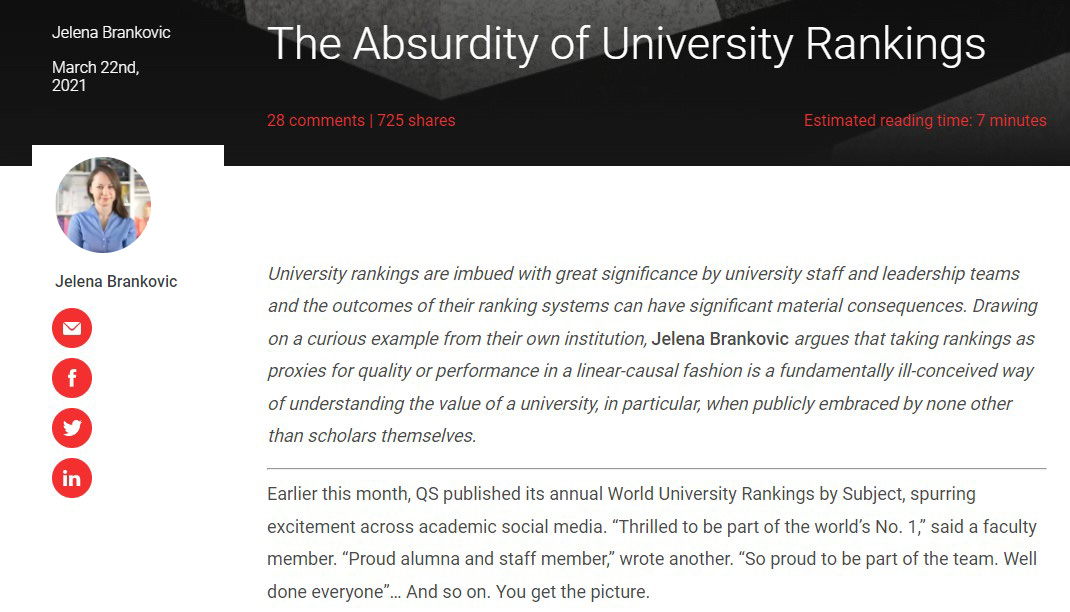 Jelena Brankovic
March 22nd,
2021
The Absurdity of University Rankings
28 comments | 725 shares
Estimated reading time: 7 minutes
Jelena Brankovic
University rankings are imbued with great significance by university staff and leadership teams
and the outcomes of their ranking systems can have significant material consequences. Drawing
on a curious example from their own institution, Jelena Brankovic argues that taking rankings as
proxies for quality or performance in a linear-causal fashion is a fundamentally ill-conceived way
of understanding the value of a university, in particular, when publicly embraced by none other
than scholars themselves.
Earlier this month, QS published its annual World University Rankings by Subject, spurring
excitement across academic social media. “Thrilled to be part of the world’s No. 1,” said a faculty
member. “Proud alumna and staff member,” wrote another. “So proud to be part of the team. Well
done everyone”… And so on. You get the picture.